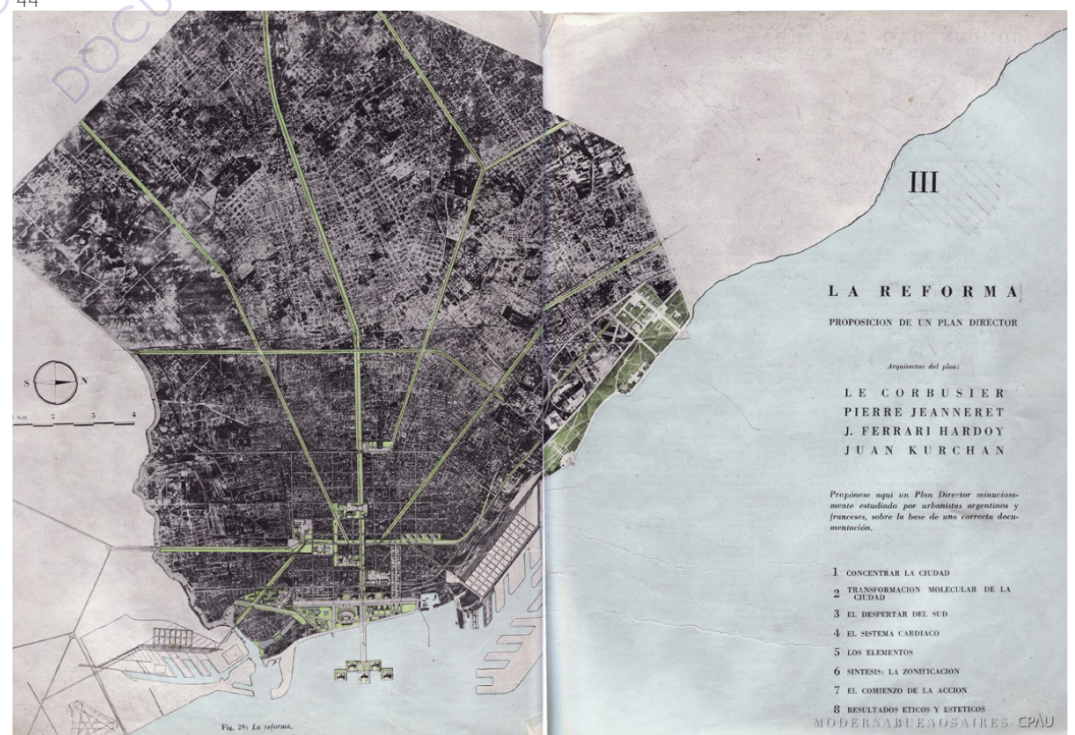 44
DOCU
S N
2 3 4
Fig. 29: La reforma.
III
LA REFORMA
PROPOSICION DE UN PLAN DIRECTOR
Arquitectos del plan:
LE CORBUSIER
PIERRE JEANNERET
J. FERRARI HARDOY
JUAN KURCHAN
Propónese aquí un Plan Director minuciosa-
mente estudiado por urbanistas argentinos y
franceses, sobre la base de una correcta docu-
mentación.
1 CONCENTRAR LA CIUDAD
2 TRANSFORMACION MOLECULAR DE LA
CIUDAD
3 EL DESPERTAR DEL SUD
4 EL SISTEMA CARDIACO
5 LOS ELEMENTOS
6 SINTESIS: LA ZONIFICACION
7 EL COMIENZO DE LA ACCION
8 RESULTADOS ETICOS Y ESTETICOS
MODERNABUENOSAIRES CPAU